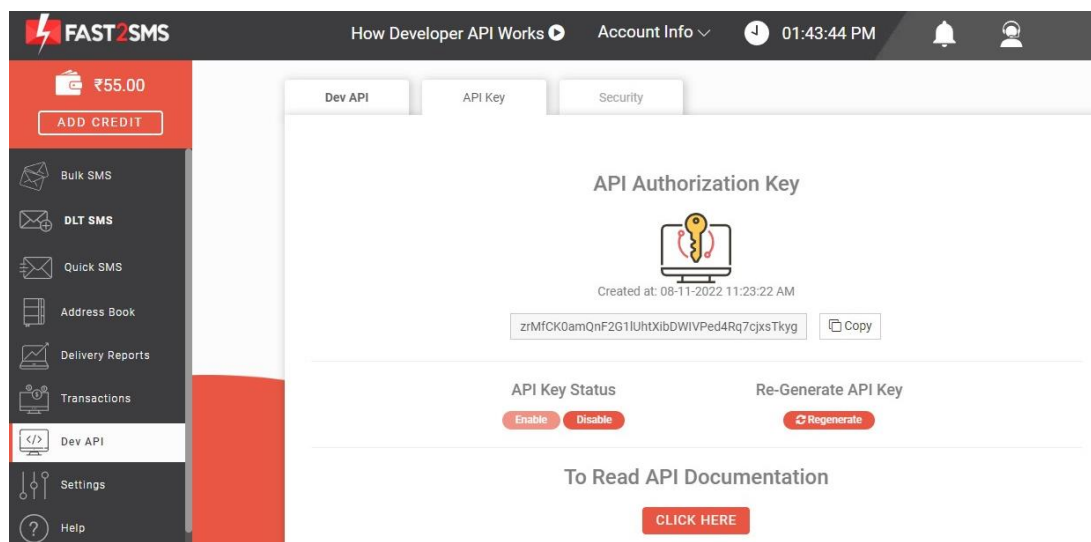 FAST2SMS
How Developer API Works
Account Info
01:43:44 PM
₹55.00
ADD CREDIT
Bulk SMS
DLT SMS
Quick SMS
Address Book
Delivery Reports
Transactions
Dev API
Settings
Help
Dev API
API Key
Security
API Authorization Key
Created at: 08-11-2022 11:23:22 AM
zrMfCK0amQnF2G1lUhtXibDWIVPed4Rq7cjxsTkyg
Copy
API Key Status
Enable
Disable
Re-Generate API Key
Regenerate
To Read API Documentation
CLICK HERE